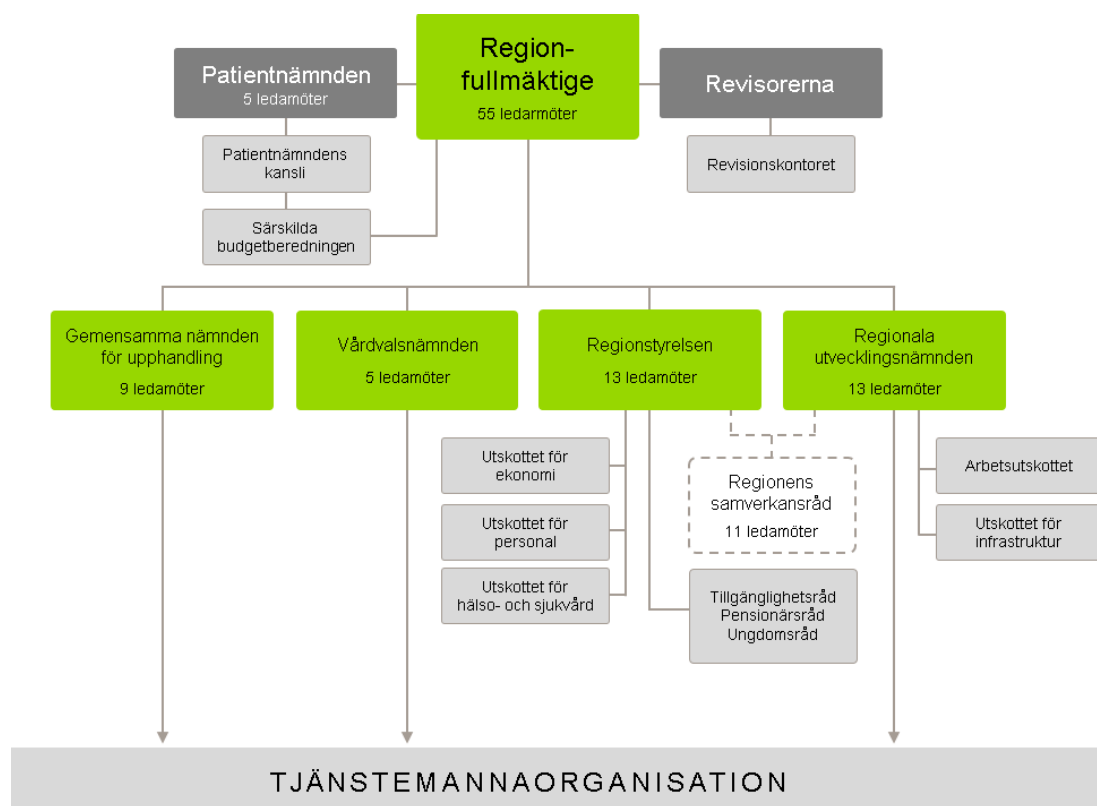 Region-
fullmäktige
55 ledarmöter
Patientnämnden
5 ledamöter
Revisorerna
Patientnämndens
kansli
Revisionskontoret
Särskilda
budgetberedningen
Gemensamma nämnden
för upphandling
9 ledamöter
Vårdvalsnämnden
5 ledamöter
Regionstyrelsen
13 ledamöter
Regionala
utvecklingsnämnden
13 ledamöter
Utskottet för
ekonomi
Utskottet för
personal
Utskottet för
hälso- och sjukvård
Regionens
samverkansråd
11 ledamöter
Tillgänglighetsråd
Pensionärsråd
Ungdomsråd
Arbetsutskottet
Utskottet för
infrastruktur
TJÄNSTEMANNAORGANISATION